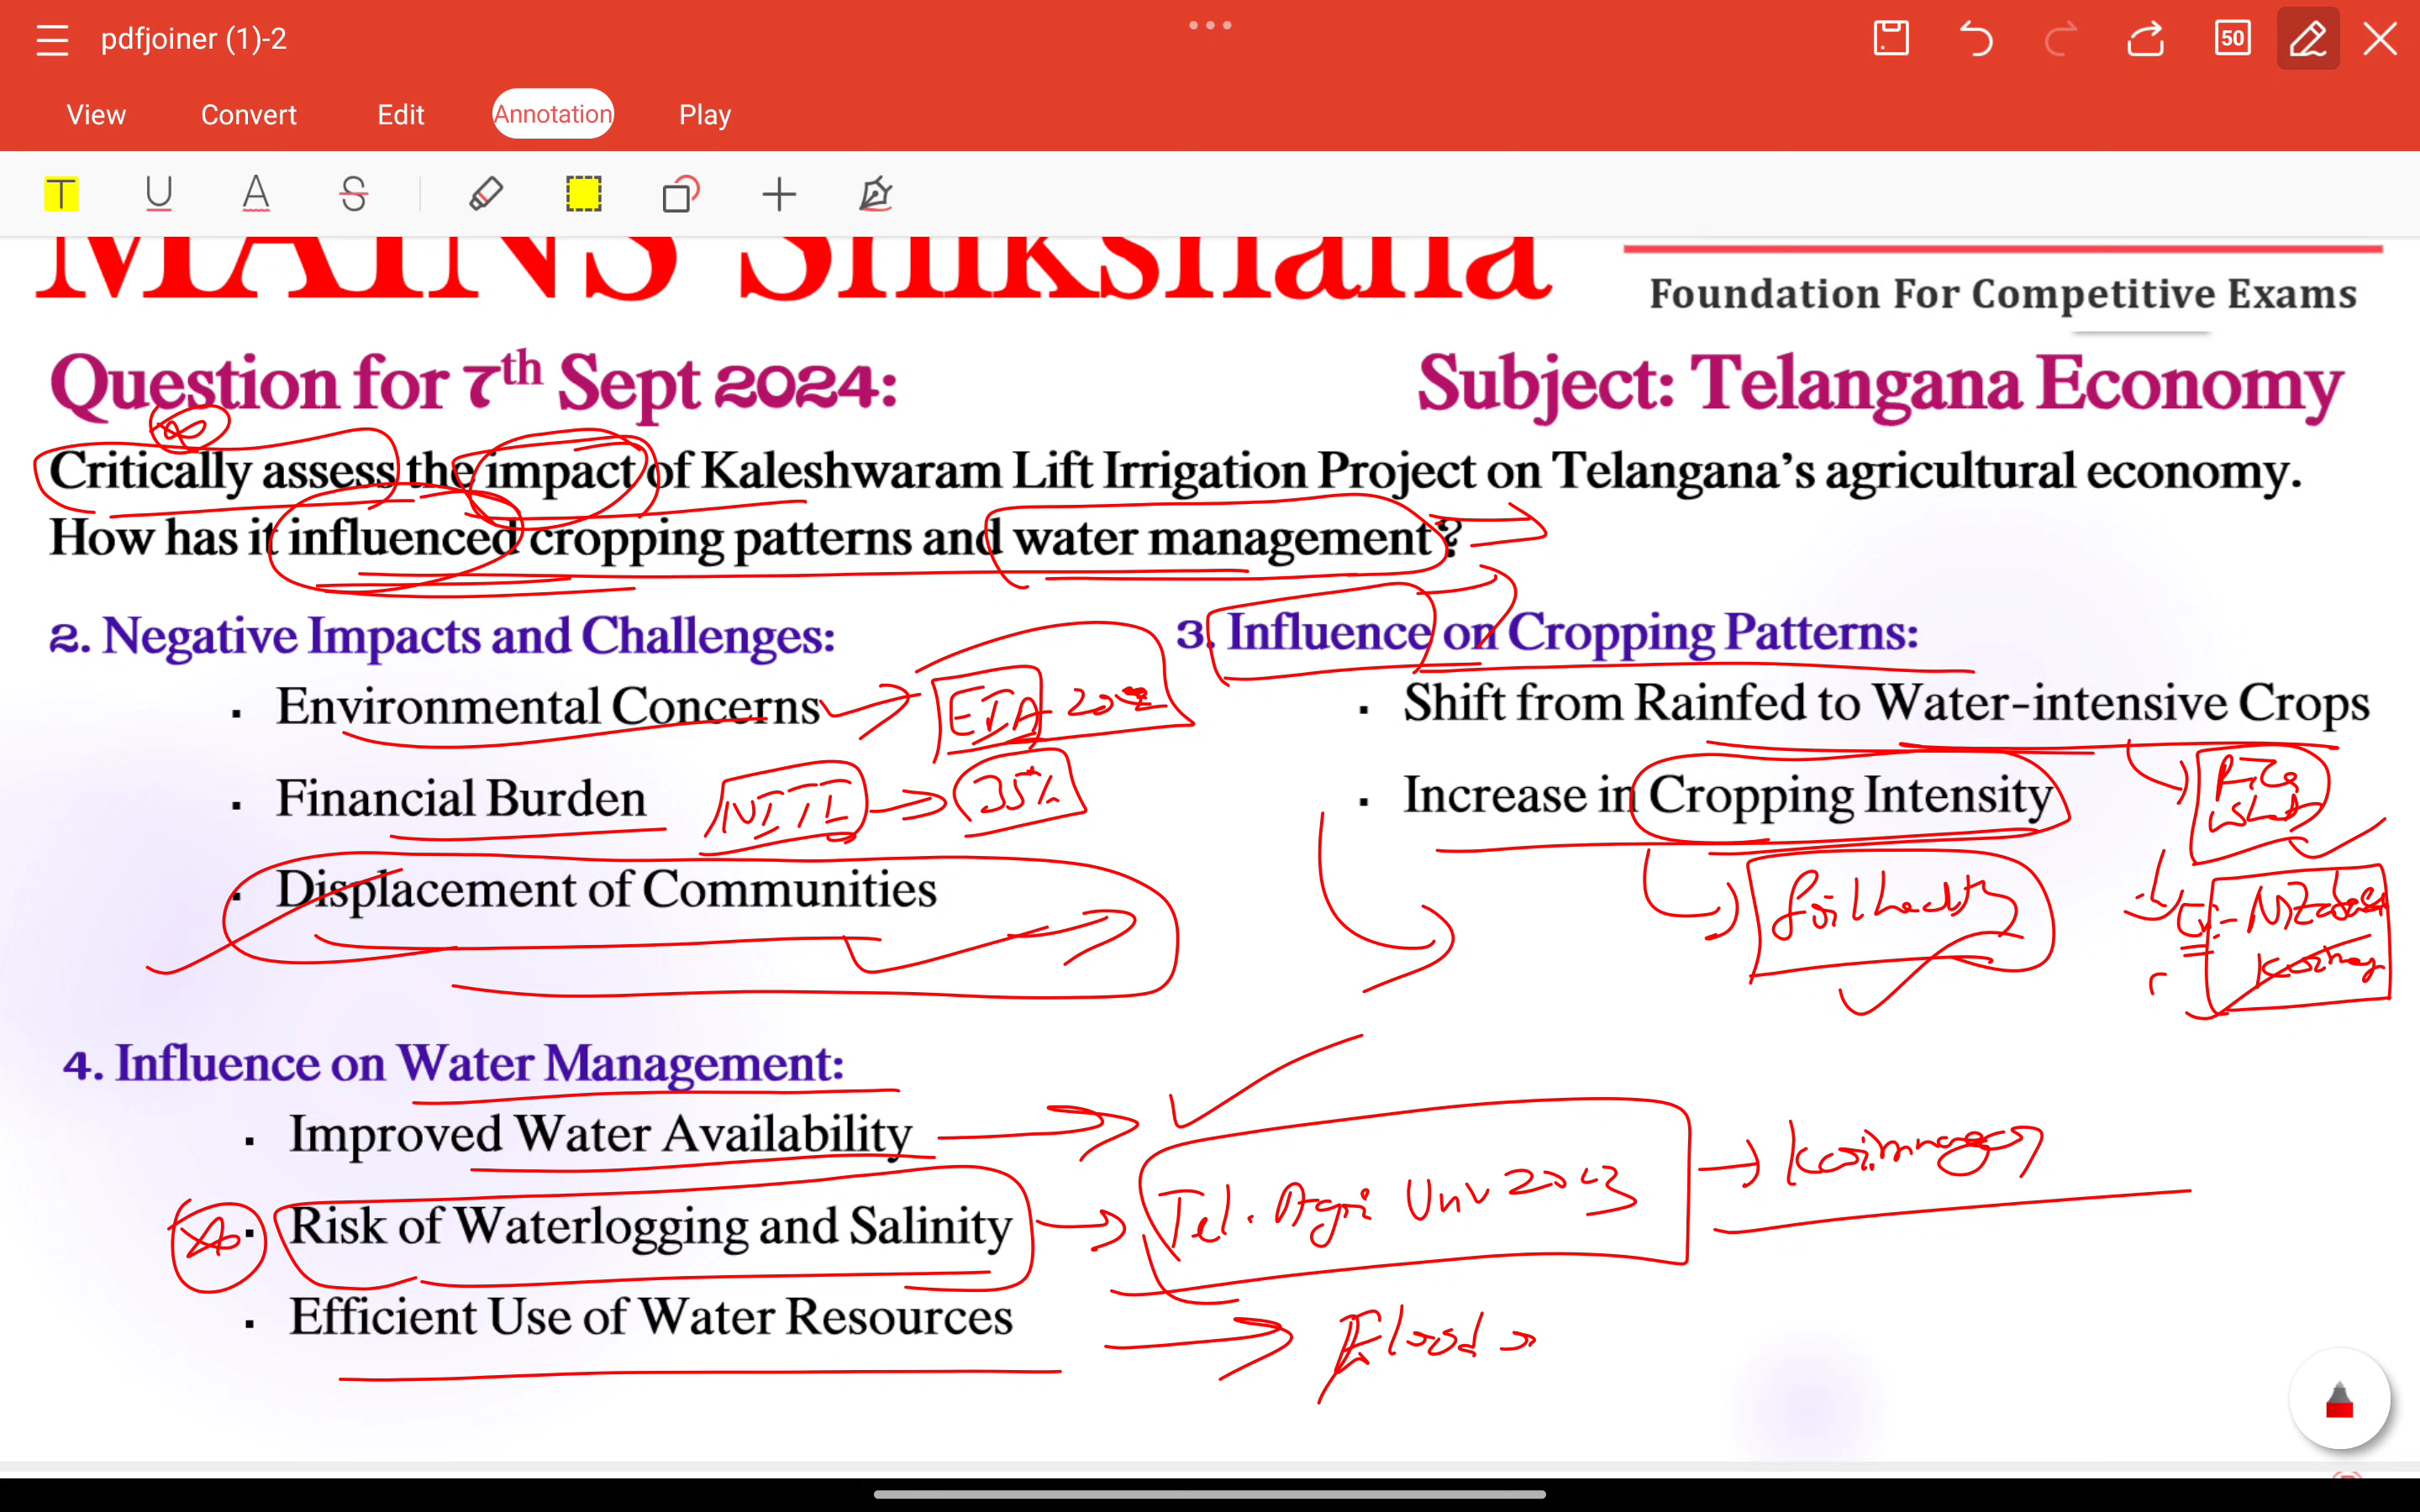 pdfjoiner (1)-2
50
View Convert Edit Annotation Play
T U A S
MAINS Shikshana
Foundation For Competitive Exams
Question for 7th Sept 2024: Subject: Telangana Economy
Critically assess the impact of Kaleshwaram Lift Irrigation Project on Telangana’s agricultural economy.
How has it influenced cropping patterns and water management?
2. Negative Impacts and Challenges:
▪ Environmental Concerns
EIA
▪ Financial Burden
NITI 35%
▪ Displacement of Communities
3. Influence on Cropping Patterns:
▪ Shift from Rainfed to Water-intensive Crops
▪ Increase in Cropping Intensity
4. Influence on Water Management:
▪ Improved Water Availability
▪ Risk of Waterlogging and Salinity
Tel. Agri Unv 2023
▪ Efficient Use of Water Resources
Flood